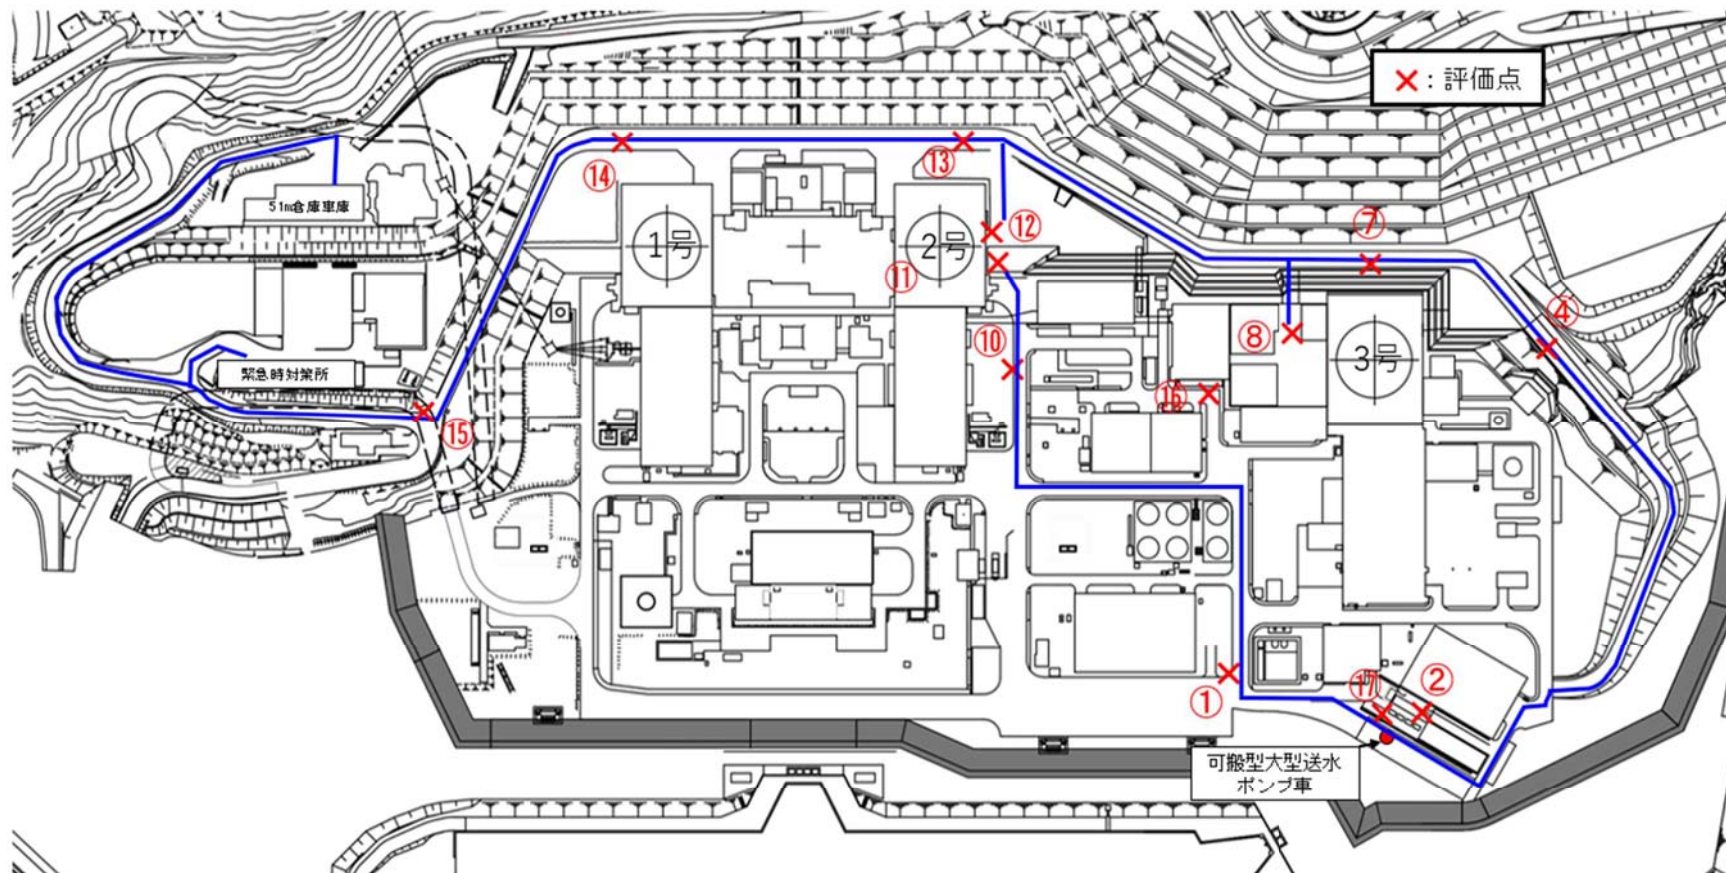 ×：評価点
⑭
⑬
⑫
⑦
51m倉庫車庫
1号
2号
⑪
④
⑩
⑧
3号
緊急時対策所
⑯
⑮
①
⑰
②
可搬型大型送水
ポンプ車